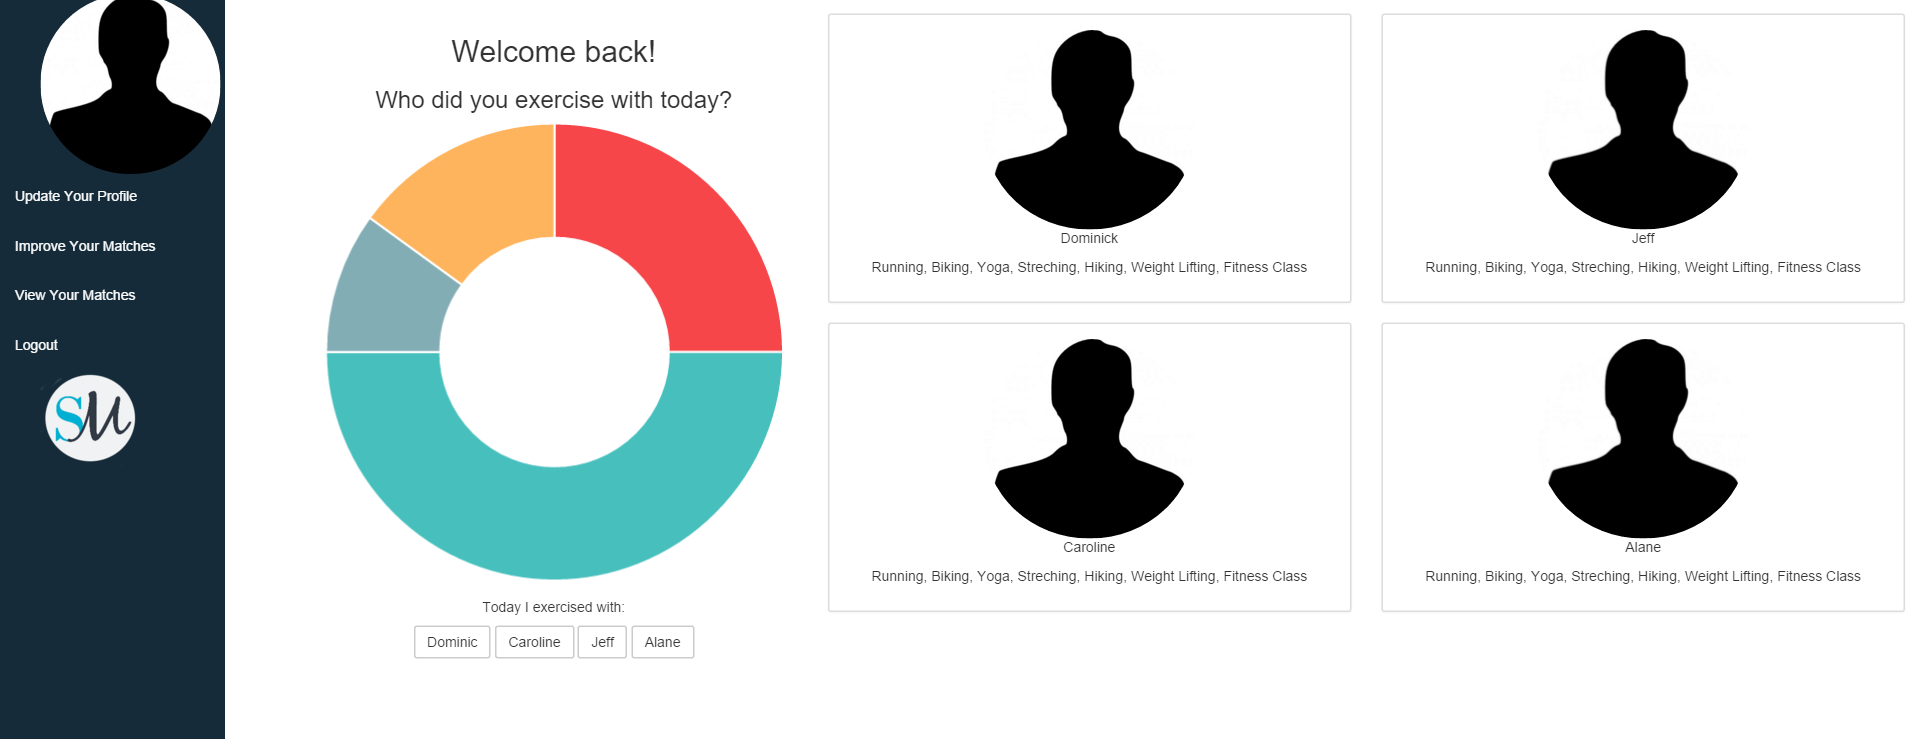 Update Your Profile
Improve Your Matches
View Your Matches
Logout
SM
Welcome back!
Who did you exercise with today?
Today I exercised with:
Dominic Caroline Jeff Alane
Dominick
Running, Biking, Yoga, Streching, Hiking, Weight Lifting, Fitness Class
Jeff
Running, Biking, Yoga, Streching, Hiking, Weight Lifting, Fitness Class
Caroline
Running, Biking, Yoga, Streching, Hiking, Weight Lifting, Fitness Class
Alane
Running, Biking, Yoga, Streching, Hiking, Weight Lifting, Fitness Class